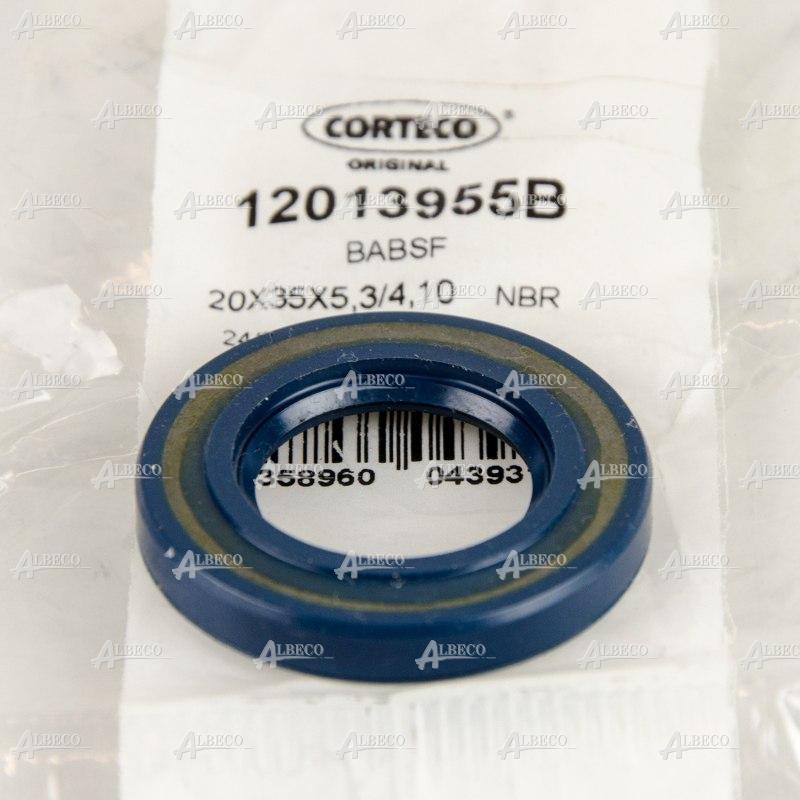 CORTECO®
ORIGINAL
12013955B
BABSF
20X35X5,3/4,10 NBR
358960 04393
ALBECO